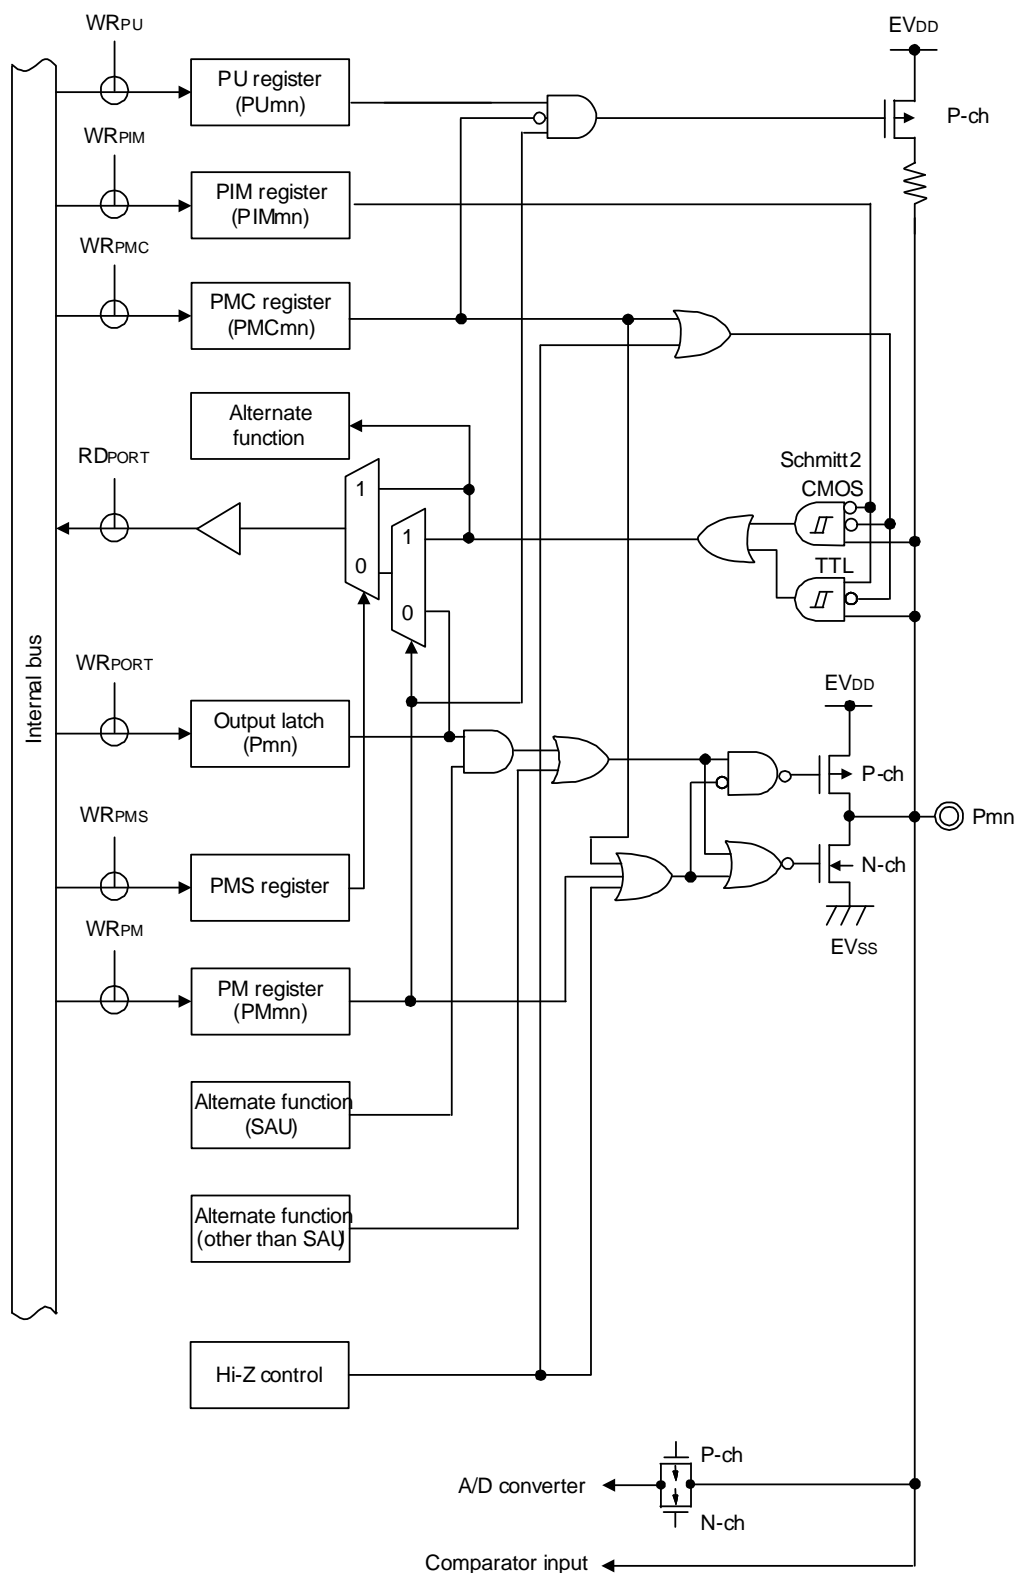 WRPU
EVDD
PU register
(PUmn)
P-ch
WRPIM
PIM register
(PIMmn)
WRPMC
PMC register
(PMCmn)
Alternate
function
RDPORT
Schmitt2
CMOS
1
1
TTL
0
0
Internal bus
WRPORT
EVDD
Output latch
(Pmn)
P-ch
Pmn
WRPMS
PMS register
N-ch
WRPM
EVSS
PM register
(PMmn)
Alternate function
(SAU)
Alternate function
(other than SAU)
Hi-Z control
P-ch
A/D converter
N-ch
Comparator input